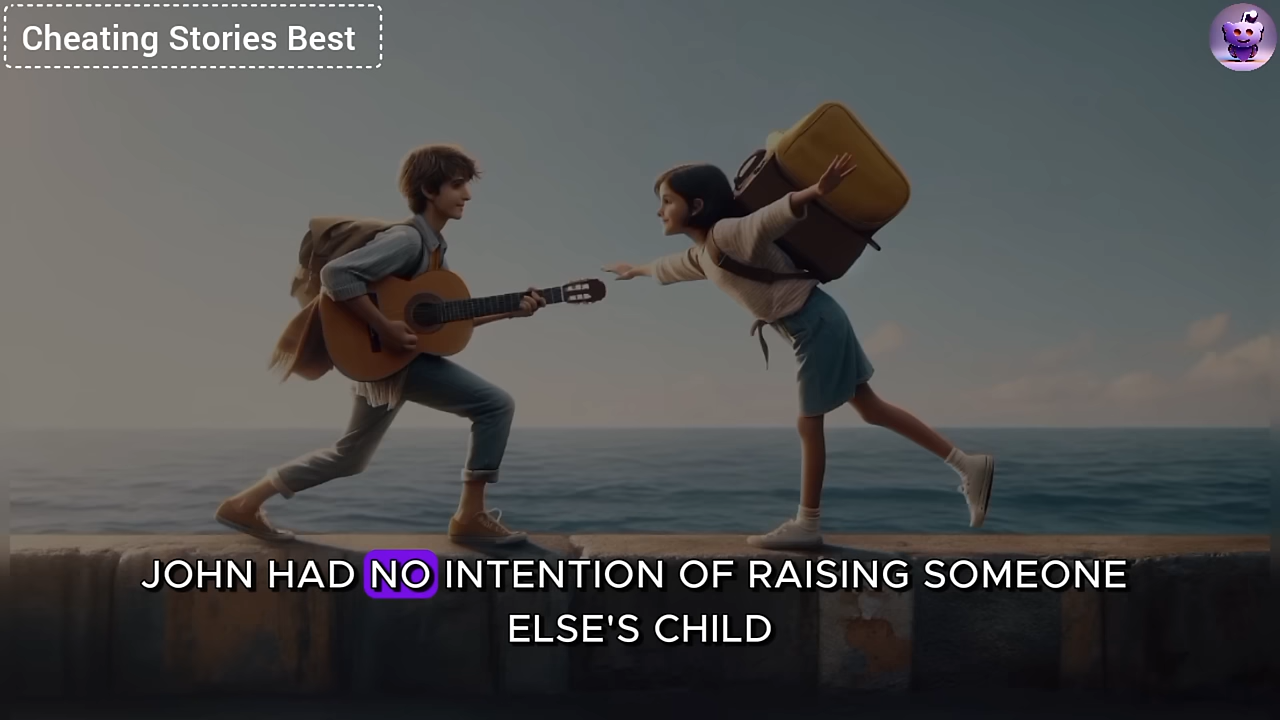 Cheating Stories Best
JOHN HAD NO INTENTION OF RAISING SOMEONE
ELSE'S CHILD